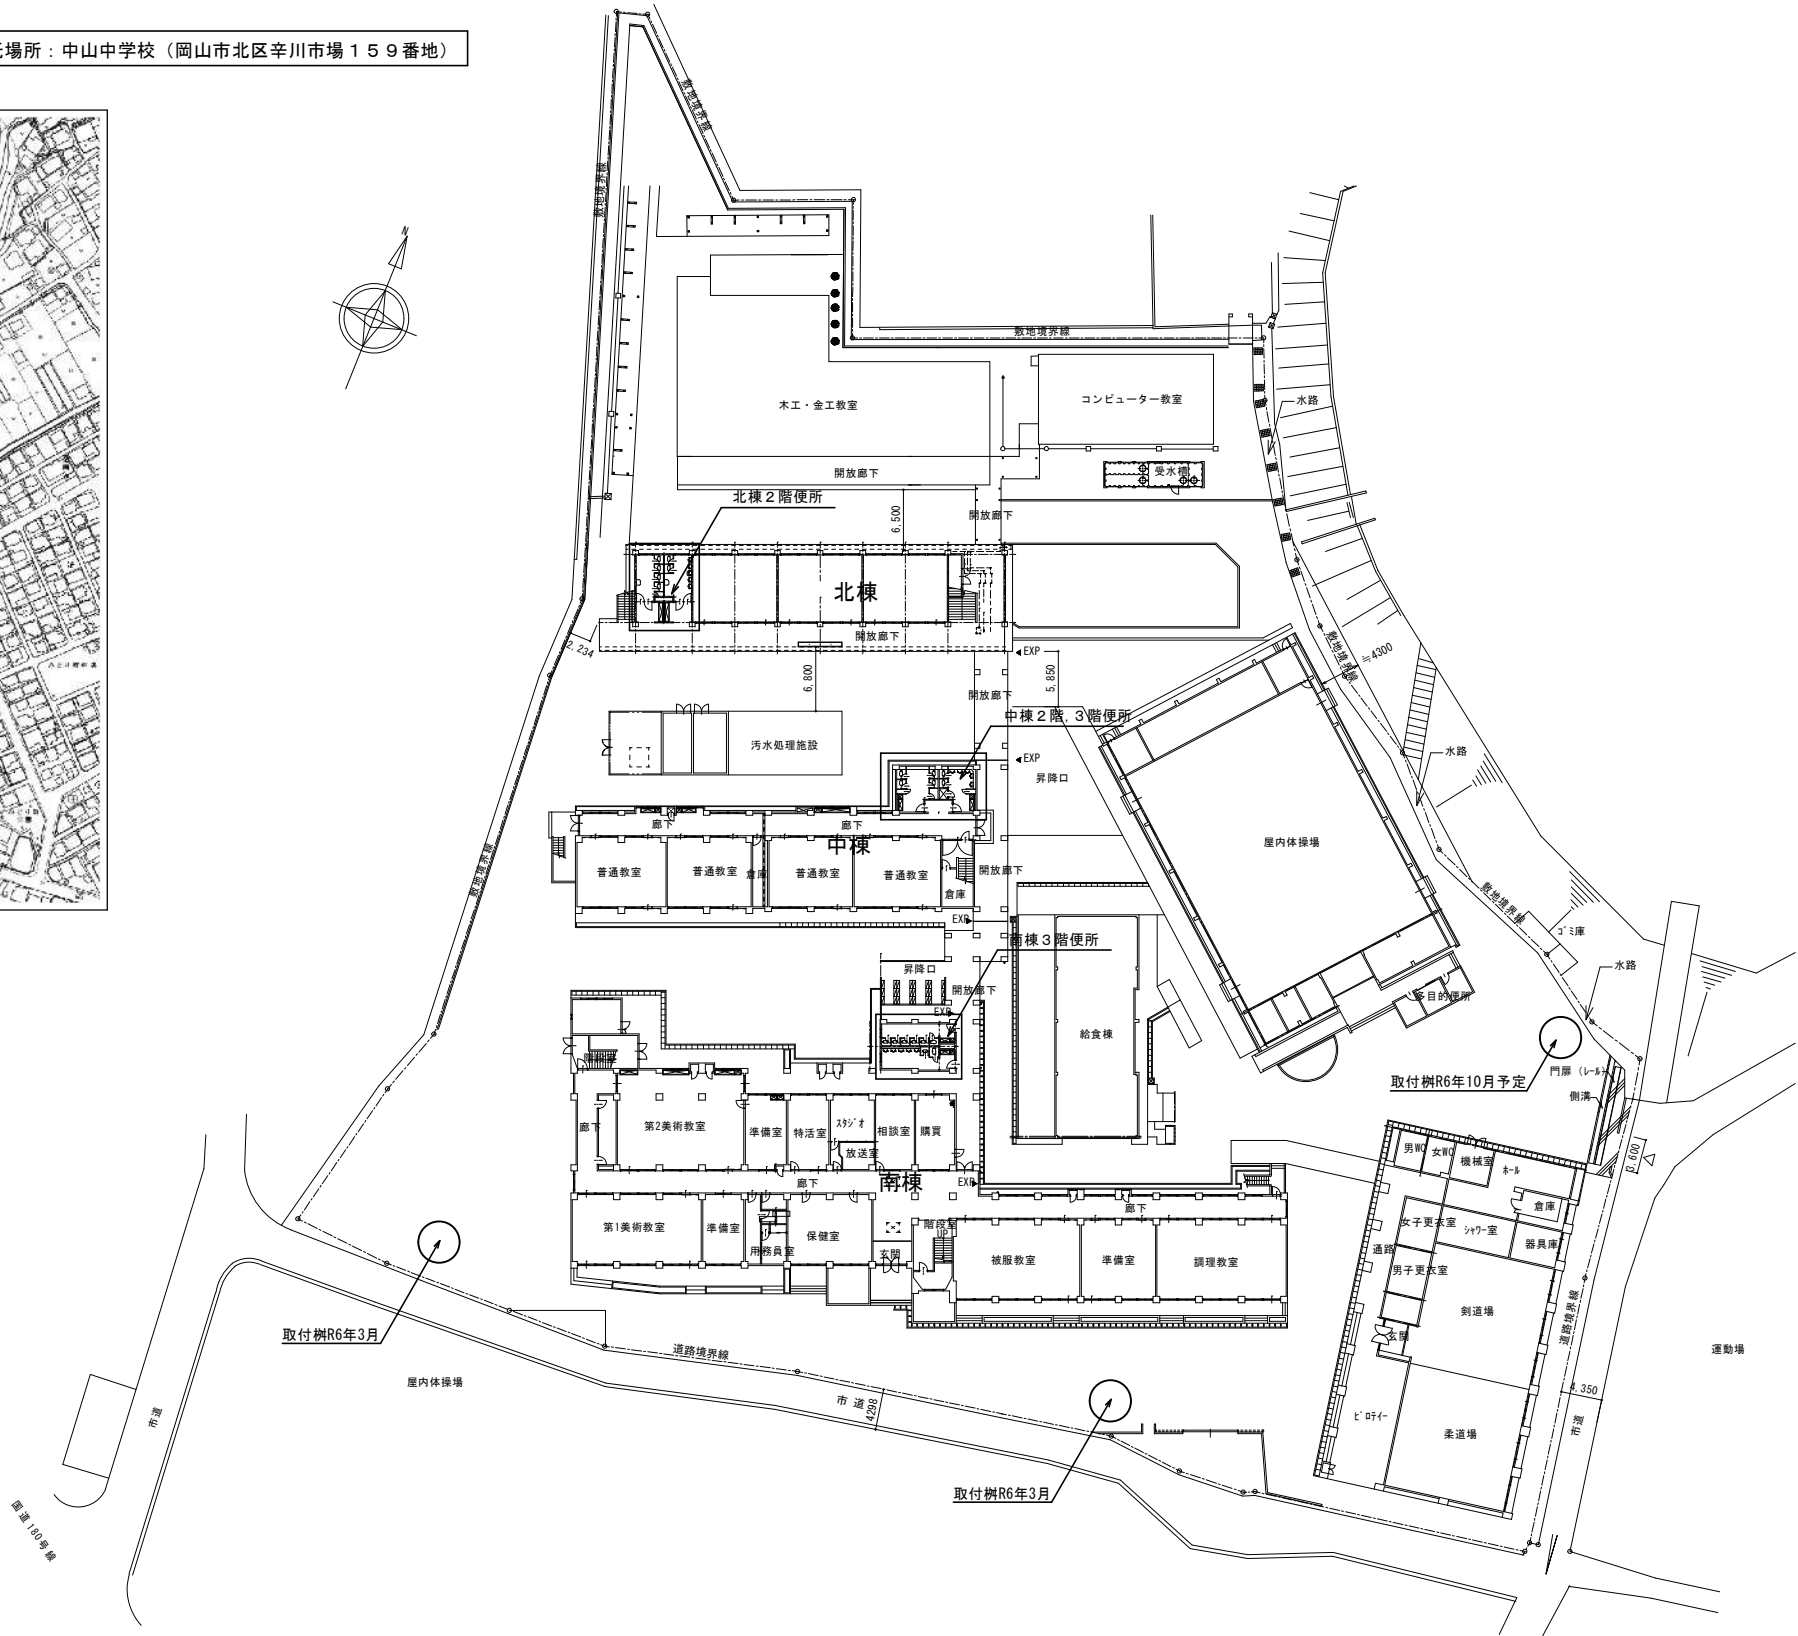 場所：中山中学校（岡山市北区辛川市場１５９番地）
敷地境界線
敷地境界線
N
敷地境界線
木工・金工教室
コンピューター教室
水路
開放廊下
受水槽
北棟２階便所
6,500
開放廊下
北棟
開放廊下
2,234
EXP
敷地境界線
≒4300
6,800
5,850
開放廊下
中棟２階,３階便所
汚水処理施設
EXP
昇降口
水路
廊下
廊下
中棟
屋内体操場
敷地境界線
普通教室
普通教室
倉庫
普通教室
普通教室
開放廊下
倉庫
敷地境界線
EXP
南棟３階便所
ゴミ庫
昇降口
水路
開放廊下
多目的便所
EXP
給食棟
階段室
門扉（レール）
取付桝R6年10月予定
側溝
廊下
第2美術教室
準備室
特活室
スタジオ
放送室
相談室
購買
男WC
女WC
機械室
ホール
3,600
廊下
南棟
EXP
倉庫
第1美術教室
準備室
用務員室
保健室
玄関
階段室
UP
廊下
女子更衣室
シャワー室
器具庫
通路
被服教室
準備室
調理教室
男子更衣室
剣道場
道路境界線
玄関
取付桝R6年3月
道路境界線
運動場
屋内体操場
市道
4298
4,350
ピロティー
市道
市道
柔道場
取付桝R6年3月
国道180号線